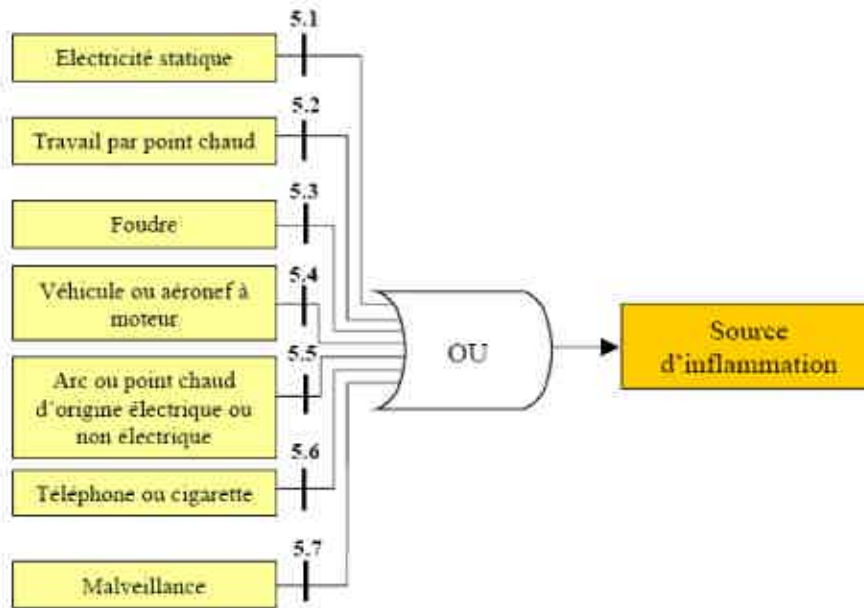 5.1
Electricité statique
5.2
Travail par point chaud
5.3
Foudre
5.4
Véhicule ou aéronef à
moteur
5.5
Arc ou point chaud
d'origine électrique ou
non électrique
5.6
Téléphone ou cigarette
5.7
Malveillance
OU
Source
d'inflammation